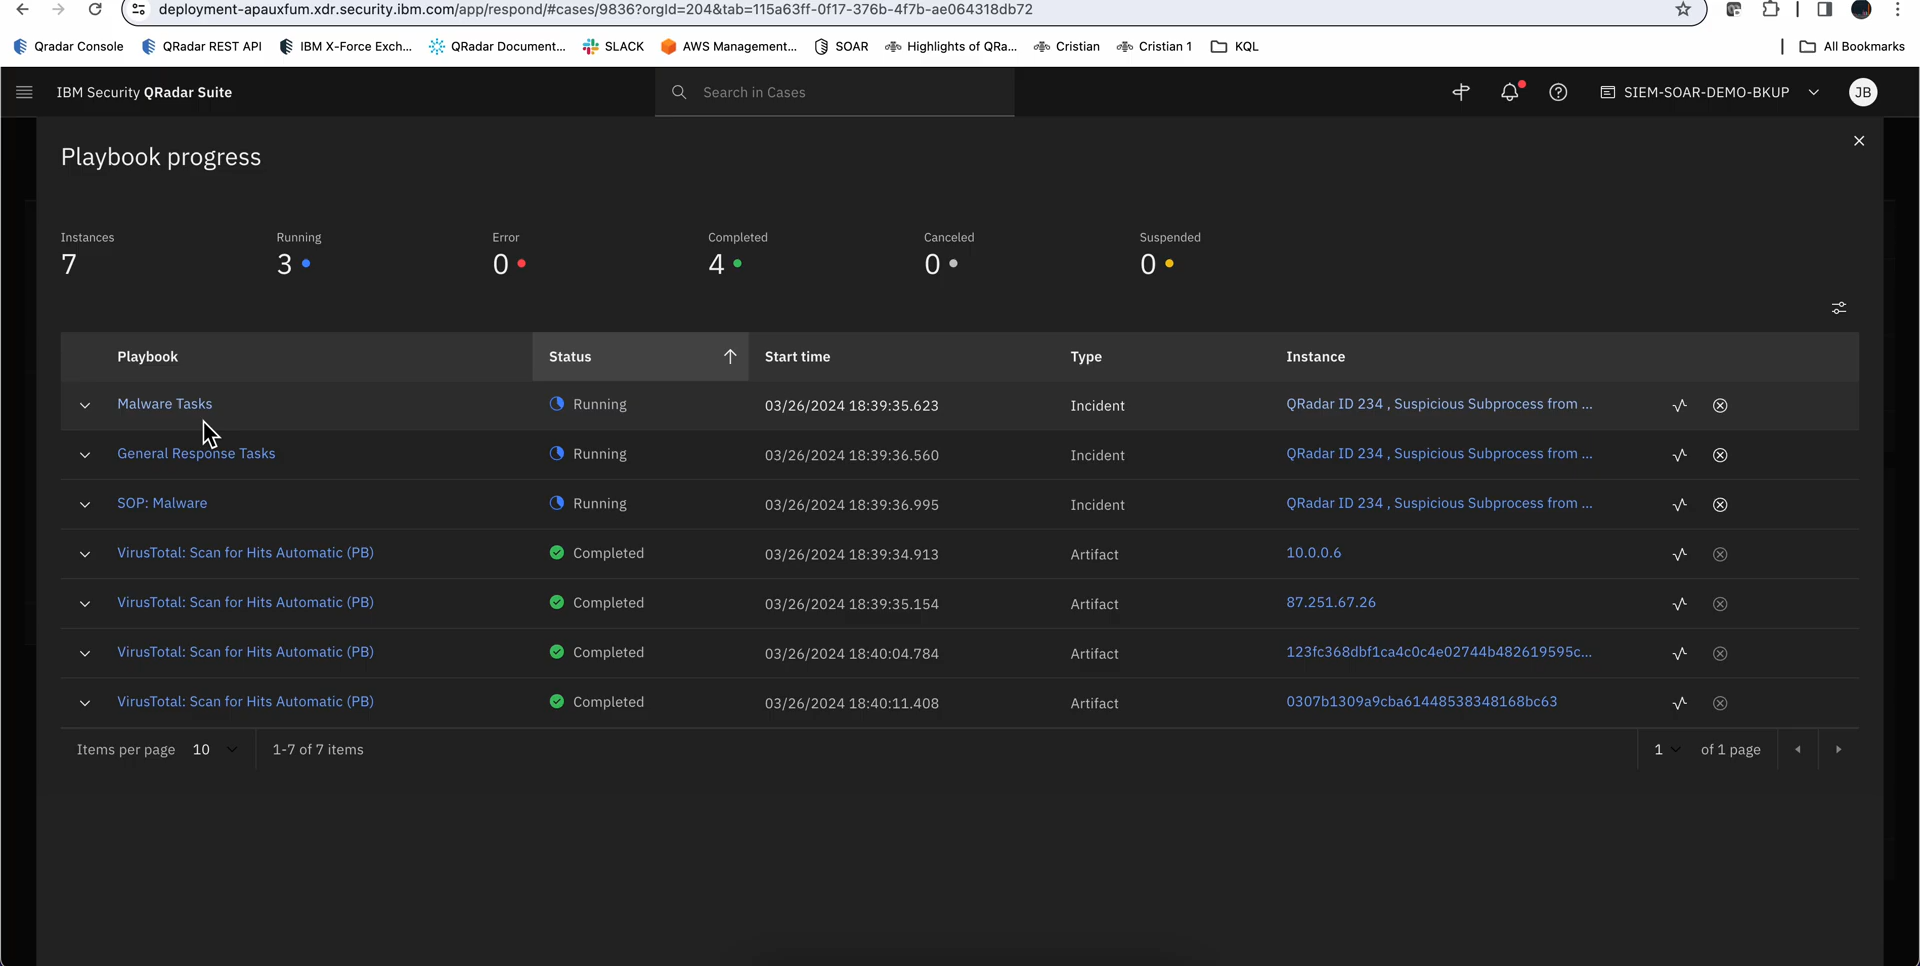 deployment-apauxfum.xdr.security.ibm.com/app/respond/#cases/9836?orgId=204&tab=115a63ff-0f17-376b-4f7b-ae064318db72
Qradar Console QRadar REST API IBM X-Force Exch... QRadar Document... SLACK AWS Management... SOAR Highlights of QRa... Cristian Cristian 1 KQL All Bookmarks
IBM Security QRadar Suite Search in Cases SIEM-SOAR-DEMO-BKUP JB
Playbook progress
Instances Running Error Completed Canceled Suspended
7 3 0 4 0 0
Playbook Status Start time Type Instance
Malware Tasks Running 03/26/2024 18:39:35.623 Incident QRadar ID 234 , Suspicious Subprocess from ...
General Response Tasks Running 03/26/2024 18:39:36.560 Incident QRadar ID 234 , Suspicious Subprocess from ...
SOP: Malware Running 03/26/2024 18:39:36.995 Incident QRadar ID 234 , Suspicious Subprocess from ...
VirusTotal: Scan for Hits Automatic (PB) Completed 03/26/2024 18:39:34.913 Artifact 10.0.0.6
VirusTotal: Scan for Hits Automatic (PB) Completed 03/26/2024 18:39:35.154 Artifact 87.251.67.26
VirusTotal: Scan for Hits Automatic (PB) Completed 03/26/2024 18:40:04.784 Artifact 123fc368dbf1ca4c0c4e02744b482619595c...
VirusTotal: Scan for Hits Automatic (PB) Completed 03/26/2024 18:40:11.408 Artifact 0307b1309a9cba61448538348168bc63
Items per page 10 1-7 of 7 items 1 of 1 page